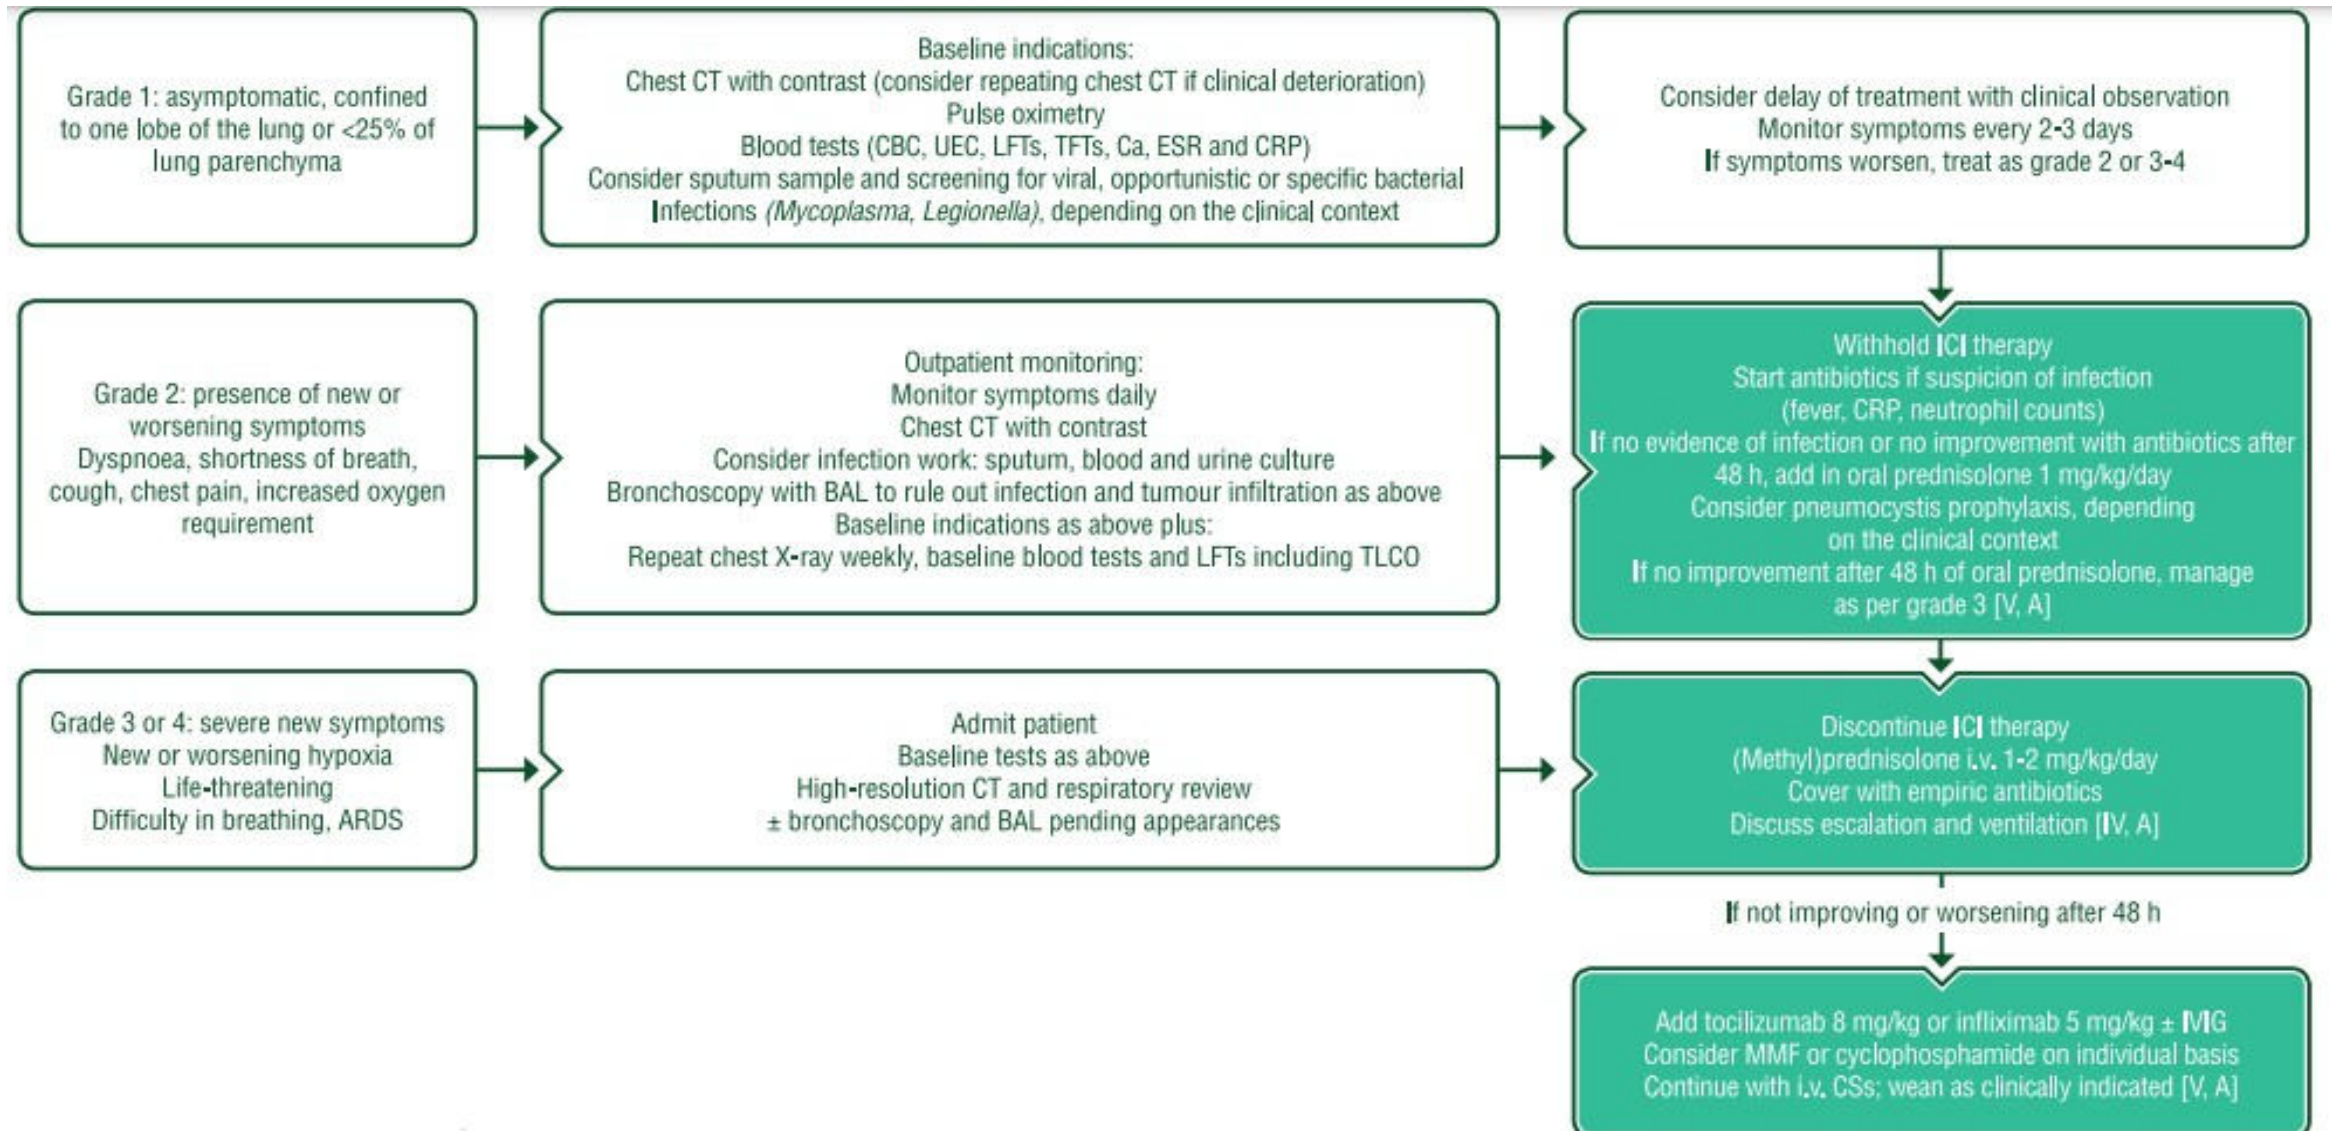 Grade 1: asymptomatic, confined
to one lobe of the lung or <25% of
lung parenchyma
Baseline indications:
Chest CT with contrast (consider repeating chest CT if clinical deterioration)
Pulse oximetry
Blood tests (CBC, UEC, LFTs, TFTs, Ca, ESR and CRP)
Consider sputum sample and screening for viral, opportunistic or specific bacterial
Infections (Mycoplasma, Legionella), depending on the clinical context
Consider delay of treatment with clinical observation
Monitor symptoms every 2-3 days
If symptoms worsen, treat as grade 2 or 3-4
Grade 2: presence of new or
worsening symptoms
Dyspnoea, shortness of breath,
cough, chest pain, increased oxygen
requirement
Outpatient monitoring:
Monitor symptoms daily
Chest CT with contrast
Consider infection work: sputum, blood and urine culture
Bronchoscopy with BAL to rule out infection and tumour infiltration as above
Baseline indications as above plus:
Repeat chest X-ray weekly, baseline blood tests and LFTs including TLCO
Withhold ICI therapy
Start antibiotics if suspicion of infection
(fever, CRP, neutrophil counts)
If no evidence of infection or no improvement with antibiotics after
48 h, add in oral prednisolone 1 mg/kg/day
Consider pneumocystis prophylaxis, depending
on the clinical context
If no improvement after 48 h of oral prednisolone, manage
as per grade 3 [V, A]
Grade 3 or 4: severe new symptoms
New or worsening hypoxia
Life-threatening
Difficulty in breathing, ARDS
Admit patient
Baseline tests as above
High-resolution CT and respiratory review
± bronchoscopy and BAL pending appearances
Discontinue ICI therapy
(Methyl)prednisolone i.v. 1-2 mg/kg/day
Cover with empiric antibiotics
Discuss escalation and ventilation [IV, A]
If not improving or worsening after 48 h
Add tocilizumab 8 mg/kg or infliximab 5 mg/kg ± IVIG
Consider MMF or cyclophosphamide on individual basis
Continue with i.v. CSs; wean as clinically indicated [V, A]